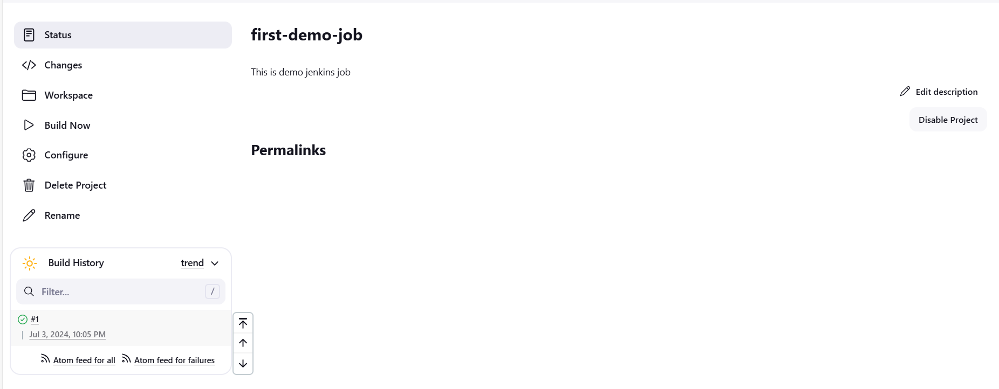 Status
Changes
Workspace
Build Now
Configure
Delete Project
Rename
Build History
trend
Filter...
/
#1
Jul 3, 2024, 10:05 PM
Atom feed for all
Atom feed for failures
first-demo-job
This is demo jenkins job
Edit description
Disable Project
Permalinks